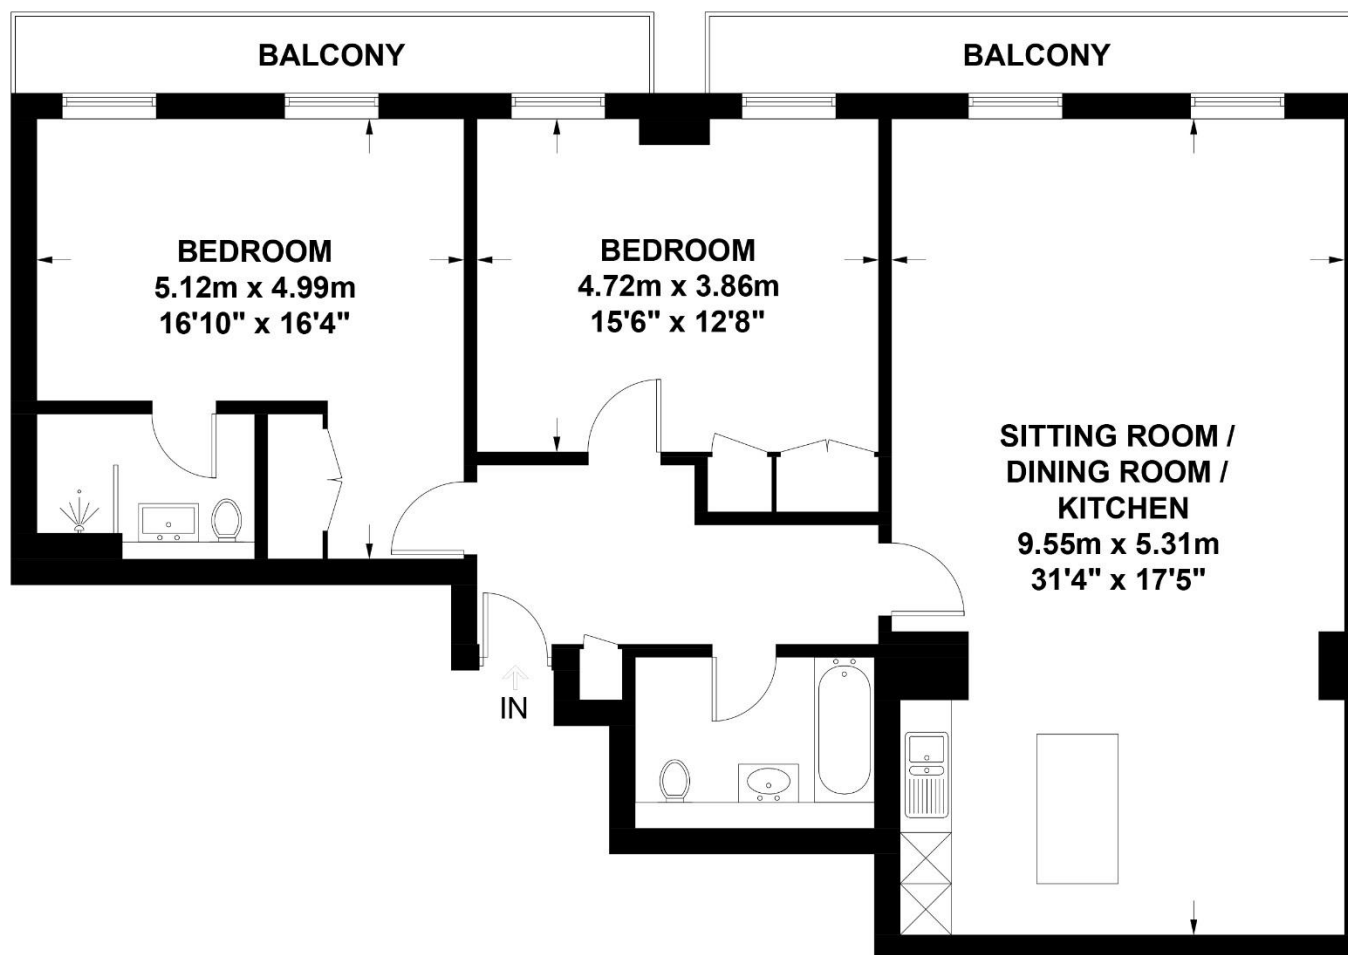 BALCONY
BALCONY
BEDROOM
5.12m x 4.99m
16'10" x 16'4"
BEDROOM
4.72m x 3.86m
15'6" x 12'8"
SITTING ROOM /
DINING ROOM /
KITCHEN
9.55m x 5.31m
31'4" x 17'5"
IN